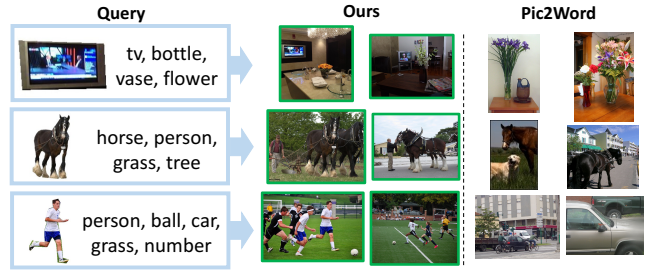 Query
Ours
Pic2Word
tv, bottle,
vase, flower
horse, person,
grass, tree
person, ball, car,
grass, number